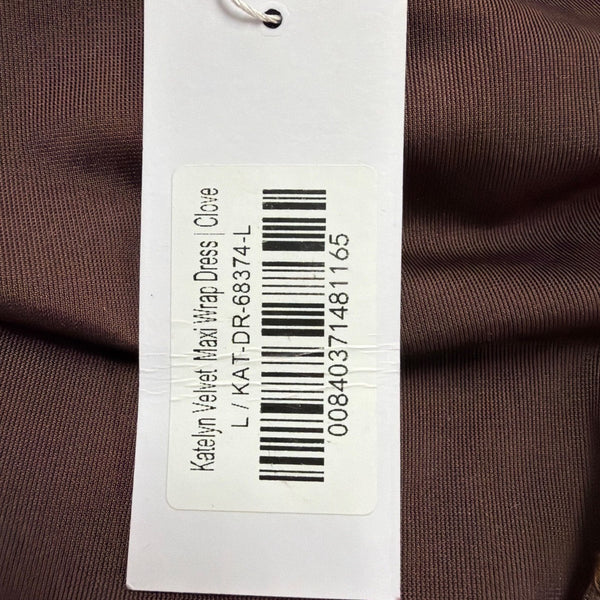 Katelyn Velvet Maxi Wrap Dress | Clove
L / KAT-DR-68374-L
00840371481165